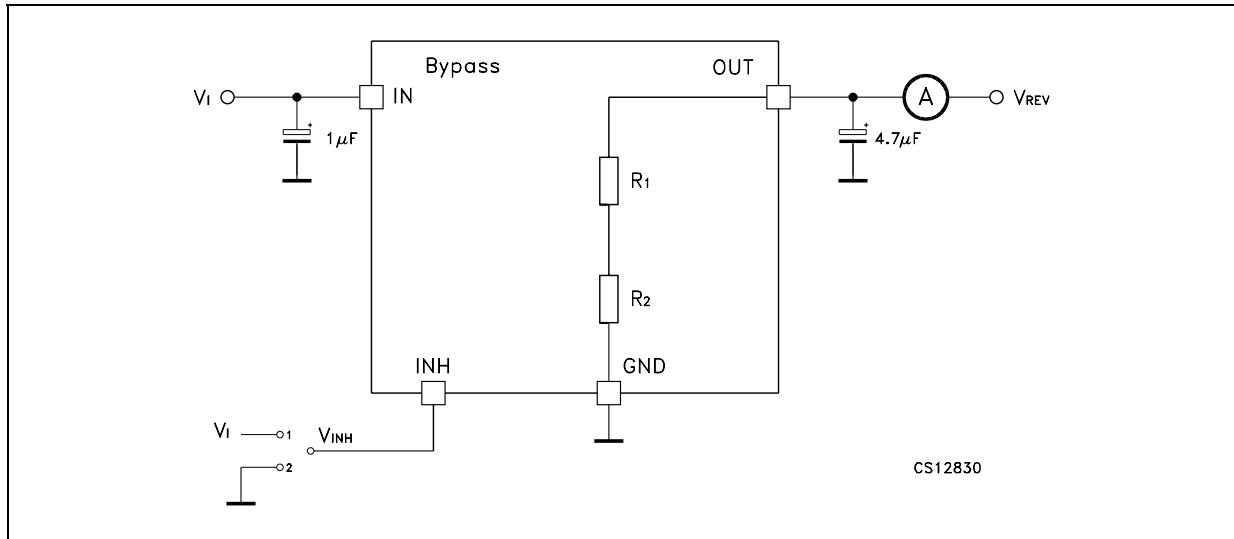 Bypass
OUT
VI
IN
A
VREV
+
1µF
+
4.7µF
R1
R2
INH
GND
VI
1
VINH
2
CS12830